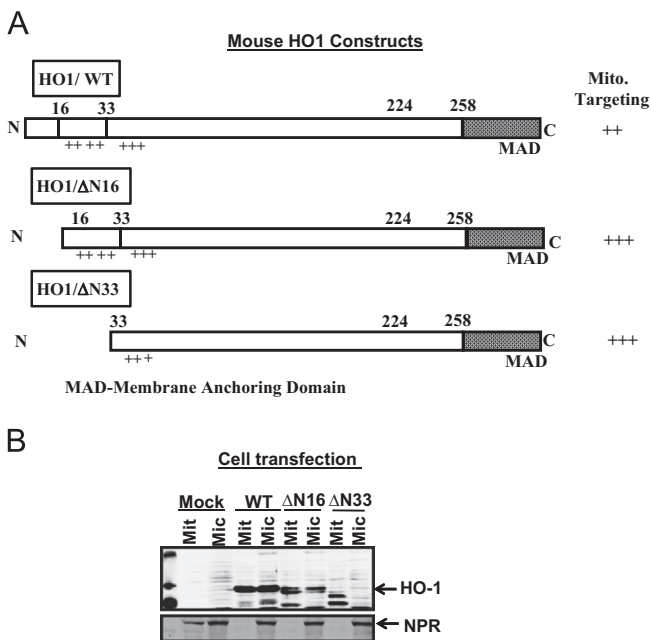 A
Mouse HO1 Constructs
HO1/ WT
Mito.
Targeting
16 33 224 258
N C ++
++ ++ +++ MAD
HO1/ΔN16
16 33 224 258
N C +++
++ ++ +++ MAD
HO1/ΔN33
33 224 258
N C +++
+++ MAD
MAD-Membrane Anchoring Domain
B
Cell transfection
Mock WT ΔN16 ΔN33
Mit Mic Mit Mic Mit Mic Mit Mic
HO-1
NPR